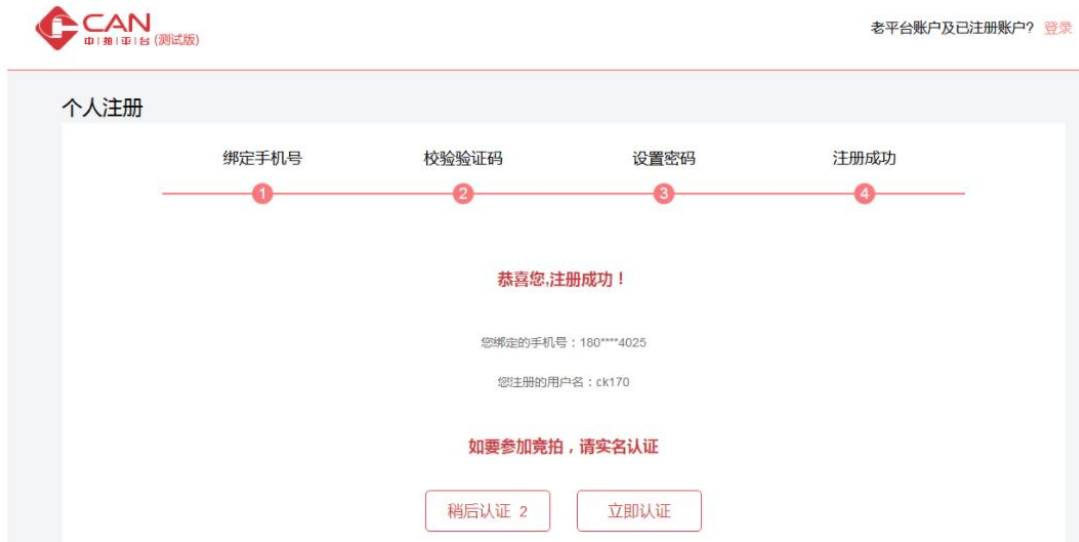 CAN
中|拍|平|台 (测试版)
老平台账户及已注册账户? 登录
个人注册
绑定手机号 校验验证码 设置密码 注册成功
1 2 3 4
恭喜您,注册成功！
您绑定的手机号：180****4025
您注册的用户名：ck170
如要参加竞拍，请实名认证
稍后认证 2 立即认证